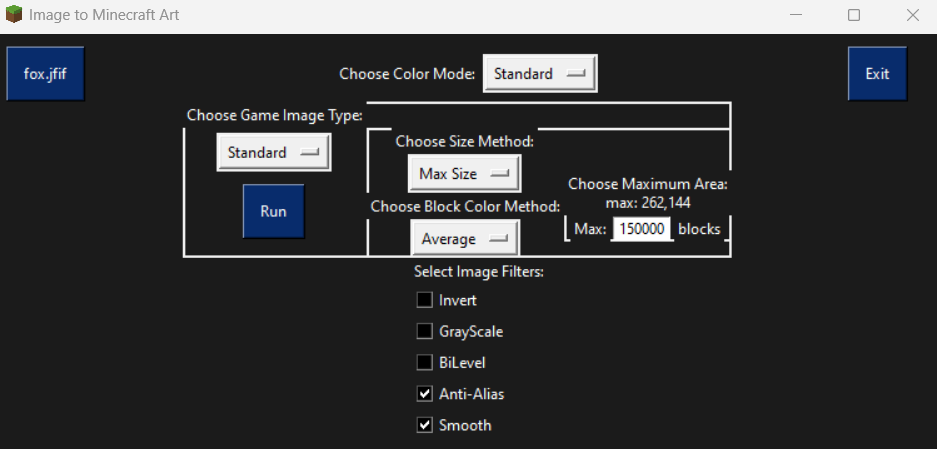 Image to Minecraft Art
fox.jfif
Choose Color Mode: Standard
Exit
Choose Game Image Type:
Standard
Run
Choose Size Method:
Max Size
Choose Block Color Method:
Average
Choose Maximum Area:
max: 262,144
Max: 150000 blocks
Select Image Filters:
Invert
GrayScale
BiLevel
Anti-Alias
Smooth